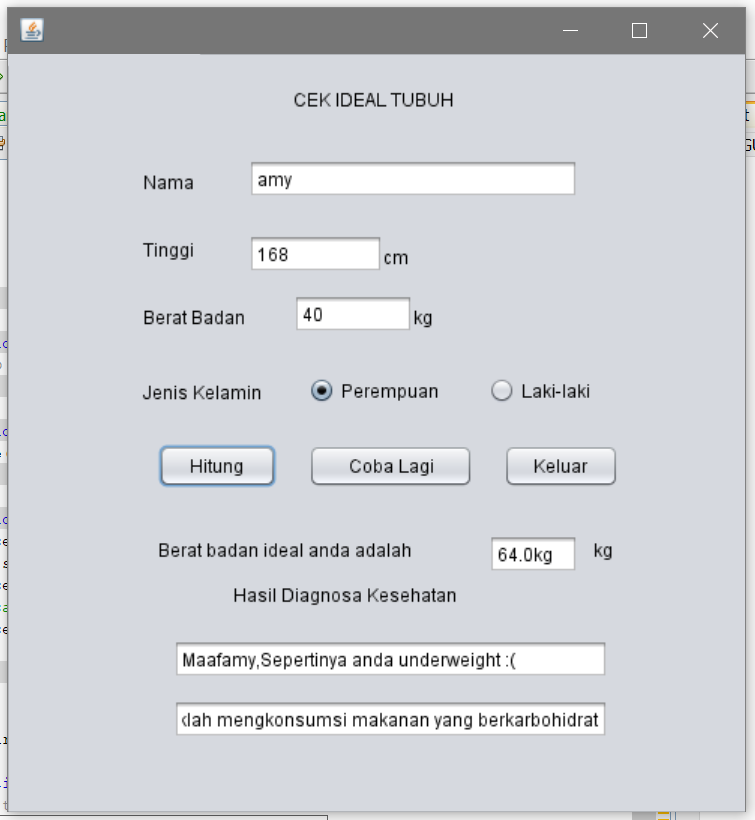 CEK IDEAL TUBUH
Nama amy
Tinggi 168 cm
Berat Badan 40 kg
Jenis Kelamin Perempuan Laki-laki
Hitung Coba Lagi Keluar
Berat badan ideal anda adalah 64.0kg kg
Hasil Diagnosa Kesehatan
Maafamy,Sepertinya anda underweight :(
mengkonsumsi makanan yang berkarbohidrat